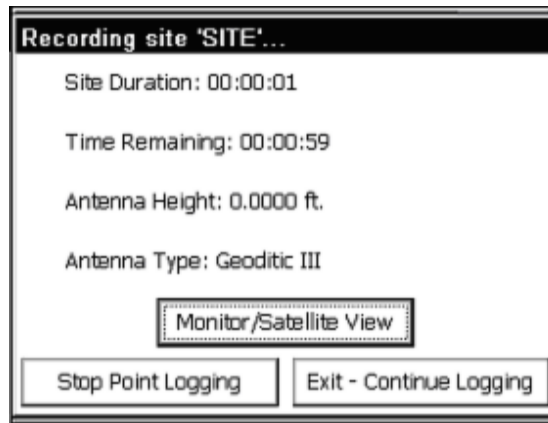 Recording site 'SITE'...
Site Duration: 00:00:01
Time Remaining: 00:00:59
Antenna Height: 0.0000 ft.
Antenna Type: Geoditic III
Monitor/Satellite View
Stop Point Logging
Exit - Continue Logging